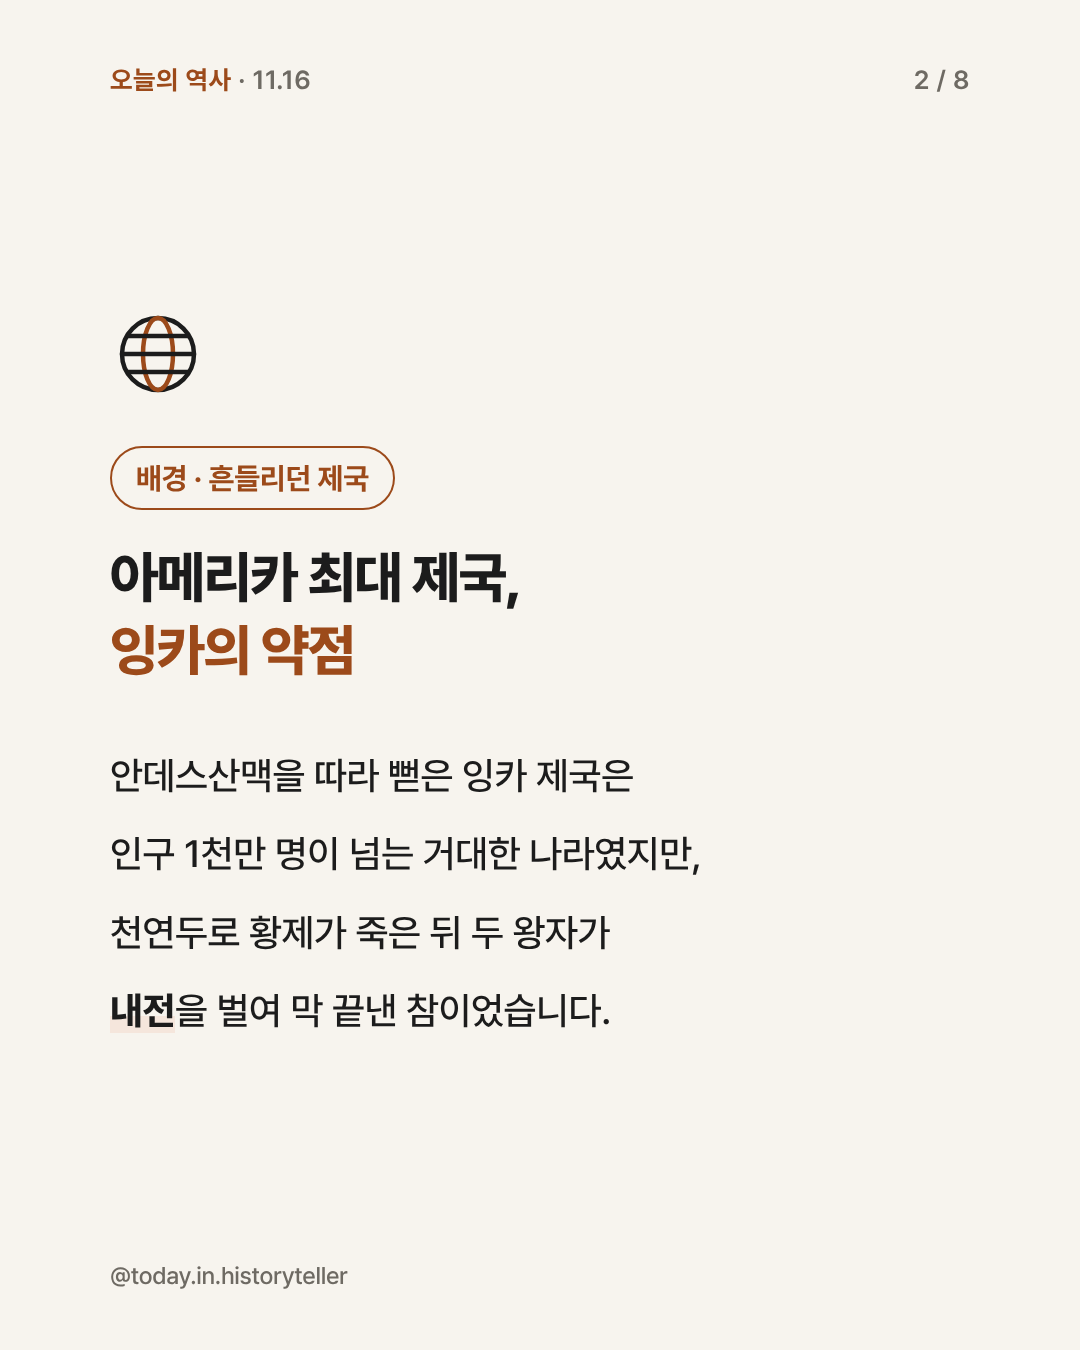 오늘의 역사 · 11.16
2 / 8
배경 · 흔들리던 제국
아메리카 최대 제국,
잉카의 약점
안데스산맥을 따라 뻗은 잉카 제국은
인구 1천만 명이 넘는 거대한 나라였지만,
천연두로 황제가 죽은 뒤 두 왕자가
내전을 벌여 막 끝낸 참이었습니다.
@today.in.historyteller